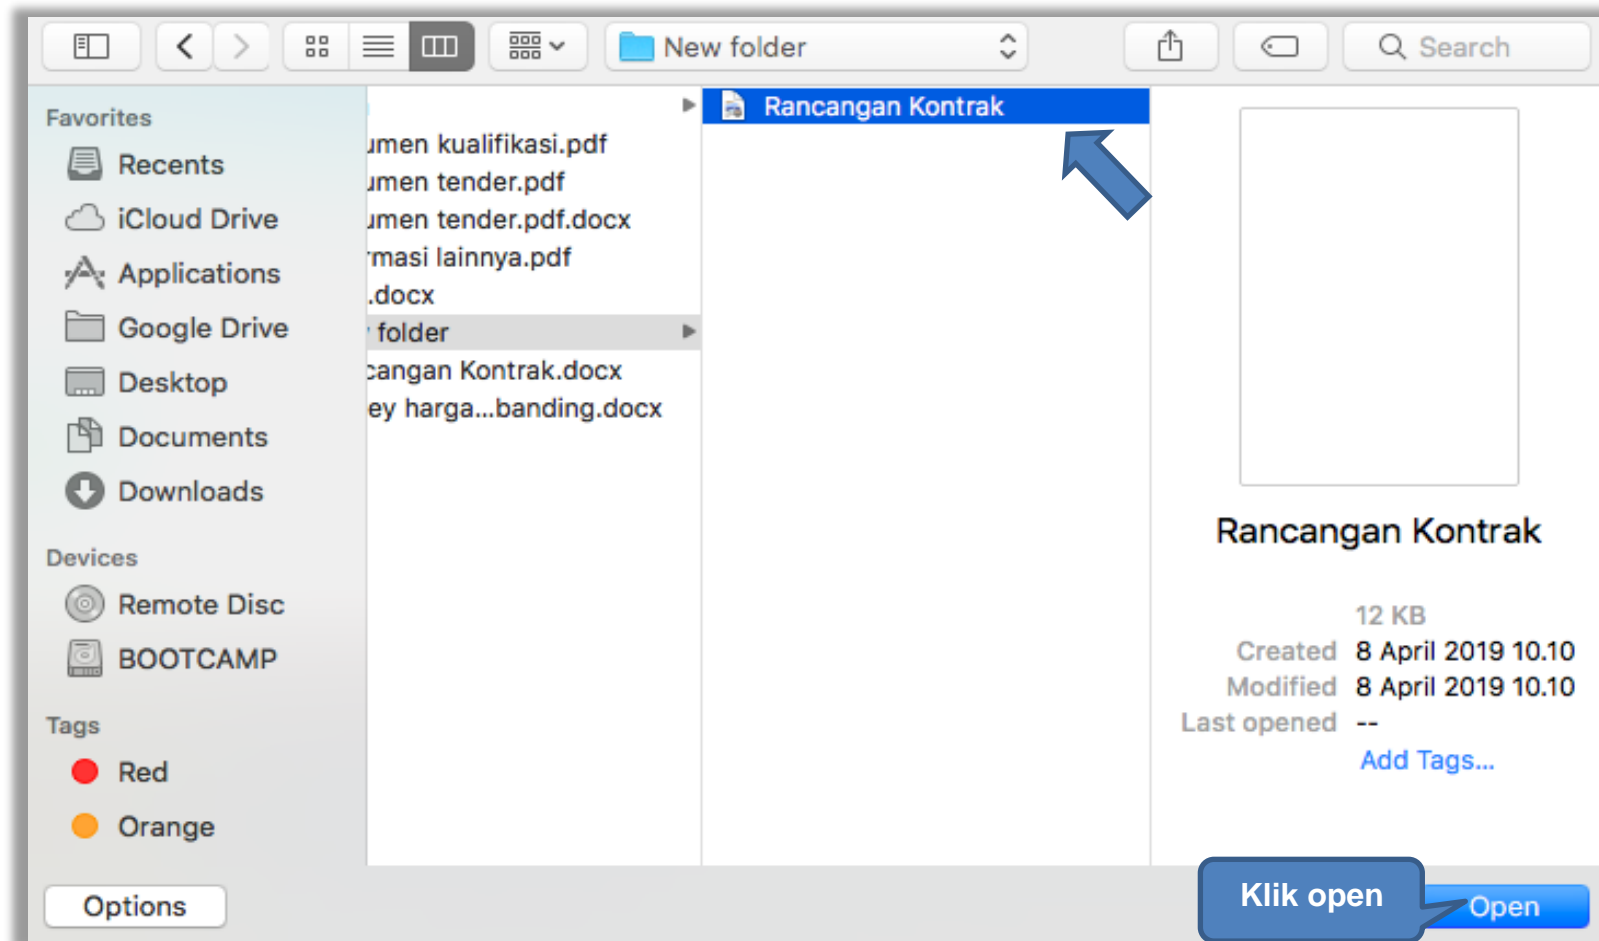 New folder
Search
Favorites
Recents
iCloud Drive
Applications
Google Drive
Desktop
Documents
Downloads
Devices
Remote Disc
BOOTCAMP
Tags
Red
Orange
umen kualifikasi.pdf
umen tender.pdf
umen tender.pdf.docx
rmasi lainnya.pdf
.docx
folder
cangan Kontrak.docx
ey harga...banding.docx
Rancangan Kontrak
Rancangan Kontrak
12 KB
Created 8 April 2019 10.10
Modified 8 April 2019 10.10
Last opened --
Add Tags...
Options
Klik open
Open